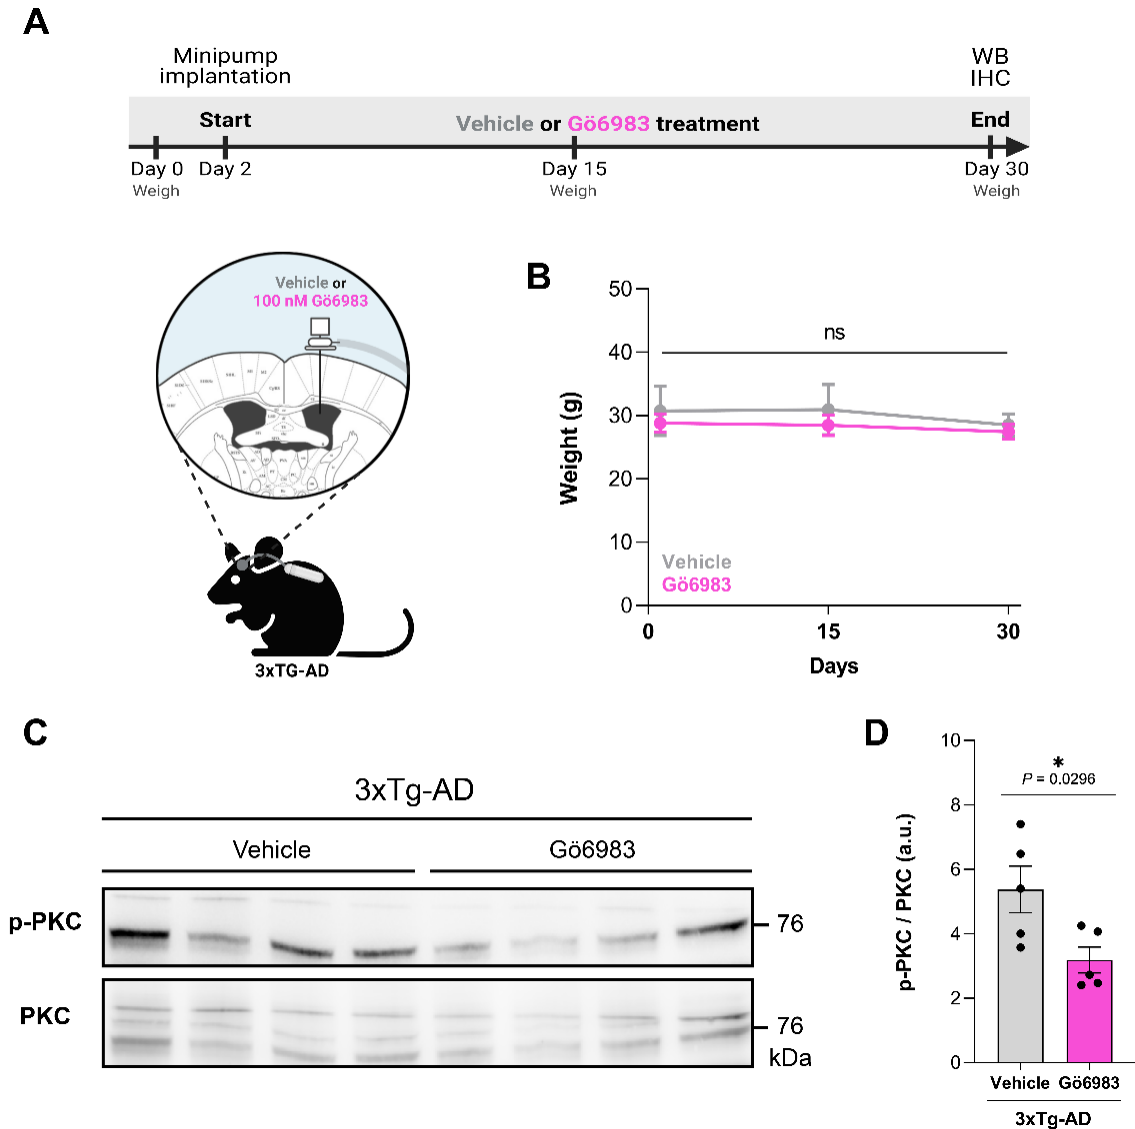 A
Minipump
implantation
WB
IHC
Start
Vehicle or Gö6983 treatment
End
Day 0
Day 2
Day 15
Day 30
Weigh
Weigh
Weigh
Vehicle or
100 nM Gö6983
3xTG-AD
B
50
40
30
20
10
0
Weight (g)
ns
Vehicle
Gö6983
0
15
30
Days
C
3xTg-AD
Vehicle
Gö6983
p-PKC
76
PKC
76
kDa
D
10
8
6
4
2
0
p-PKC / PKC (a.u.)
*
P = 0.0296
Vehicle
Gö6983
3xTg-AD